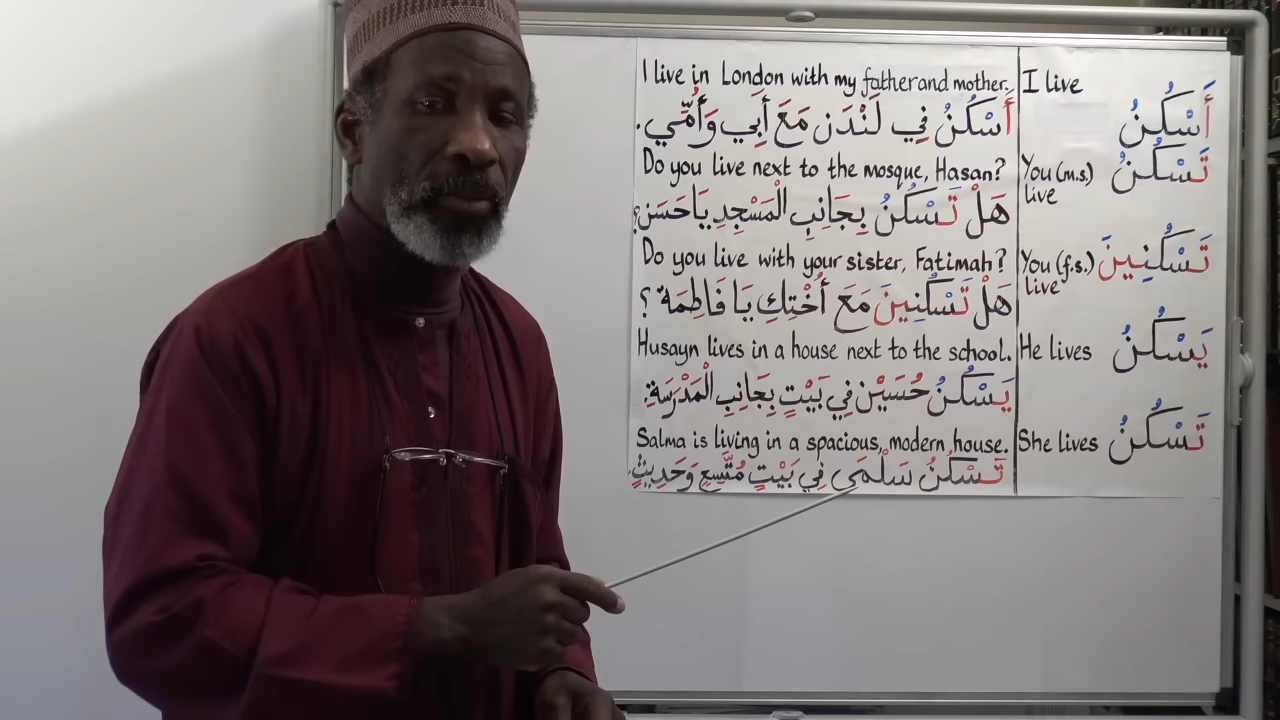 I live in London with my father and mother.
أَسْكُنُ فِي لَنْدَن مَعَ أَبِي وَأُمِّي.
Do you live next to the mosque, Hasan?
هَلْ تَسْكُنُ بِجَانِبِ الْمَسْجِدِ يَا حَسَن؟
Do you live with your sister, Fatimah?
هَلْ تَسْكُنِينَ مَعَ أُخْتِكِ يَا فَاطِمَة؟
Husayn lives in a house next to the school.
يَسْكُنُ حُسَيْن فِي بَيْتٍ بِجَانِبِ الْمَدْرَسَةِ.
Salma is living in a spacious, modern house.
تَسْكُنُ سَلْمَى فِي بَيْتٍ مُتَّسِعٍ وَحَدِيثٍ.
I live
أَسْكُنُ
You (m.s.)
live
تَسْكُنُ
You (f.s.)
live
تَسْكُنِينَ
He lives
يَسْكُنُ
She lives
تَسْكُنُ